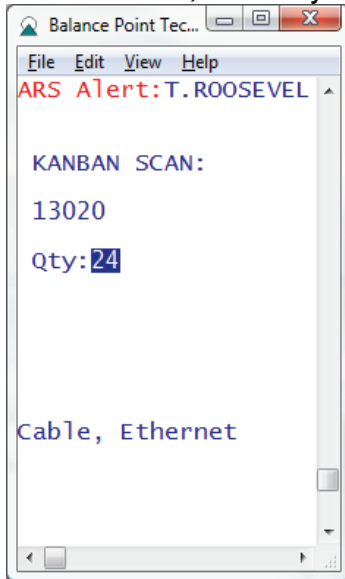 Balance Point Tec...
File Edit View Help
ARS Alert:T.ROOSEVEL
KANBAN SCAN:
13020
Qty:24
Cable, Ethernet